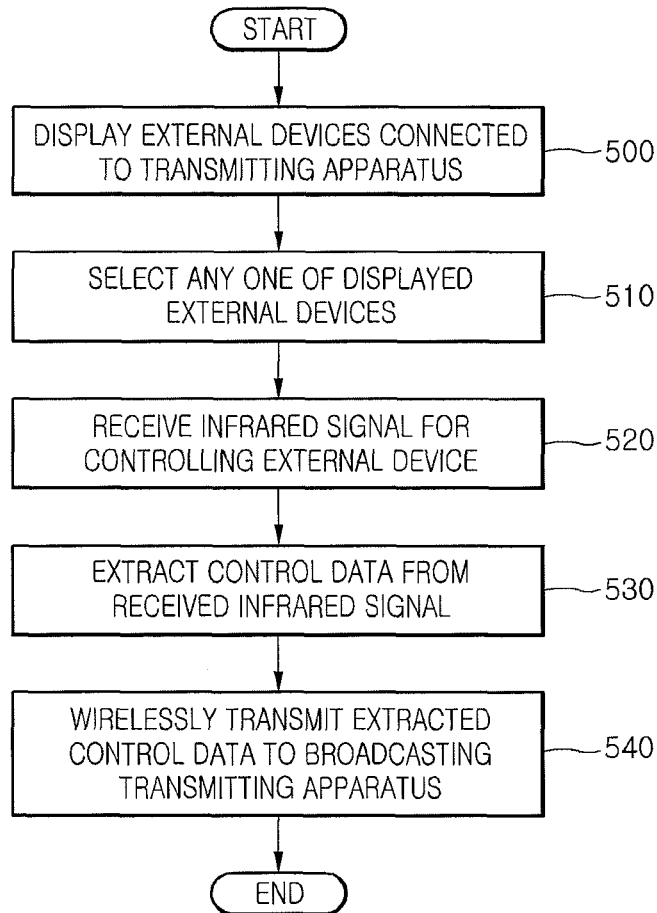 START
DISPLAY EXTERNAL DEVICES CONNECTED
TO TRANSMITTING APPARATUS
500
SELECT ANY ONE OF DISPLAYED
EXTERNAL DEVICES
510
RECEIVE INFRARED SIGNAL FOR
CONTROLLING EXTERNAL DEVICE
520
EXTRACT CONTROL DATA FROM
RECEIVED INFRARED SIGNAL
530
WIRELESSLY TRANSMIT EXTRACTED
CONTROL DATA TO BROADCASTING
TRANSMITTING APPARATUS
540
END